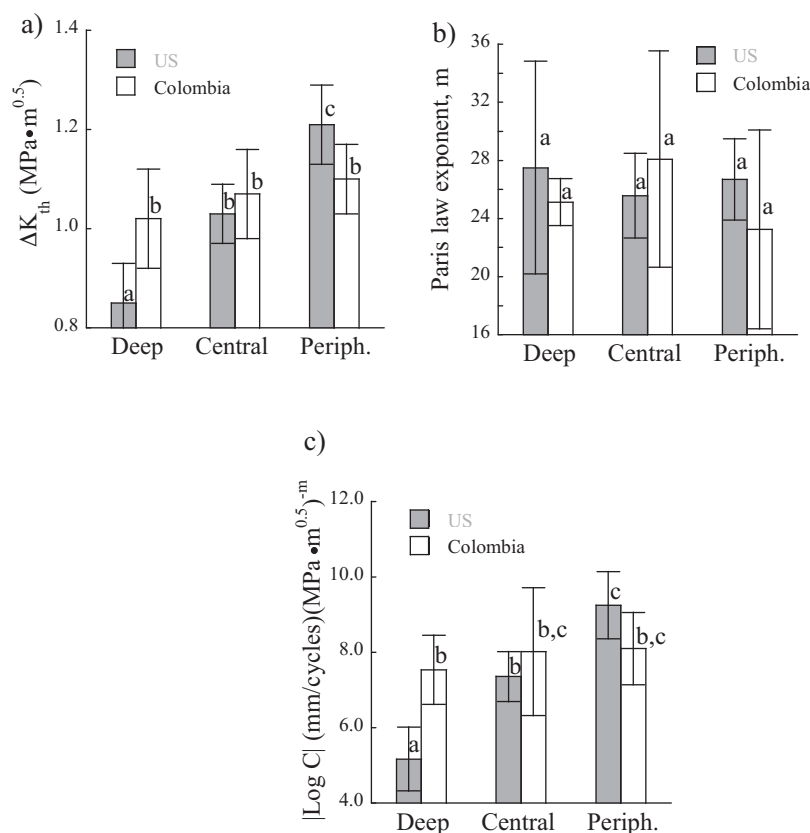 a)
1.4
1.2
1.0
0.8
ΔK_th (MPa•m^0.5)
US
Colombia
a
b
b
b
c
b
Deep
Central
Periph.
b)
36
32
28
24
20
16
Paris law exponent, m
US
Colombia
a
a
a
a
a
a
Deep
Central
Periph.
c)
12.0
10.0
8.0
6.0
4.0
|Log C| (mm/cycles)(MPa•m^0.5)^-m
US
Colombia
a
b
b
b,c
c
b,c
Deep
Central
Periph.